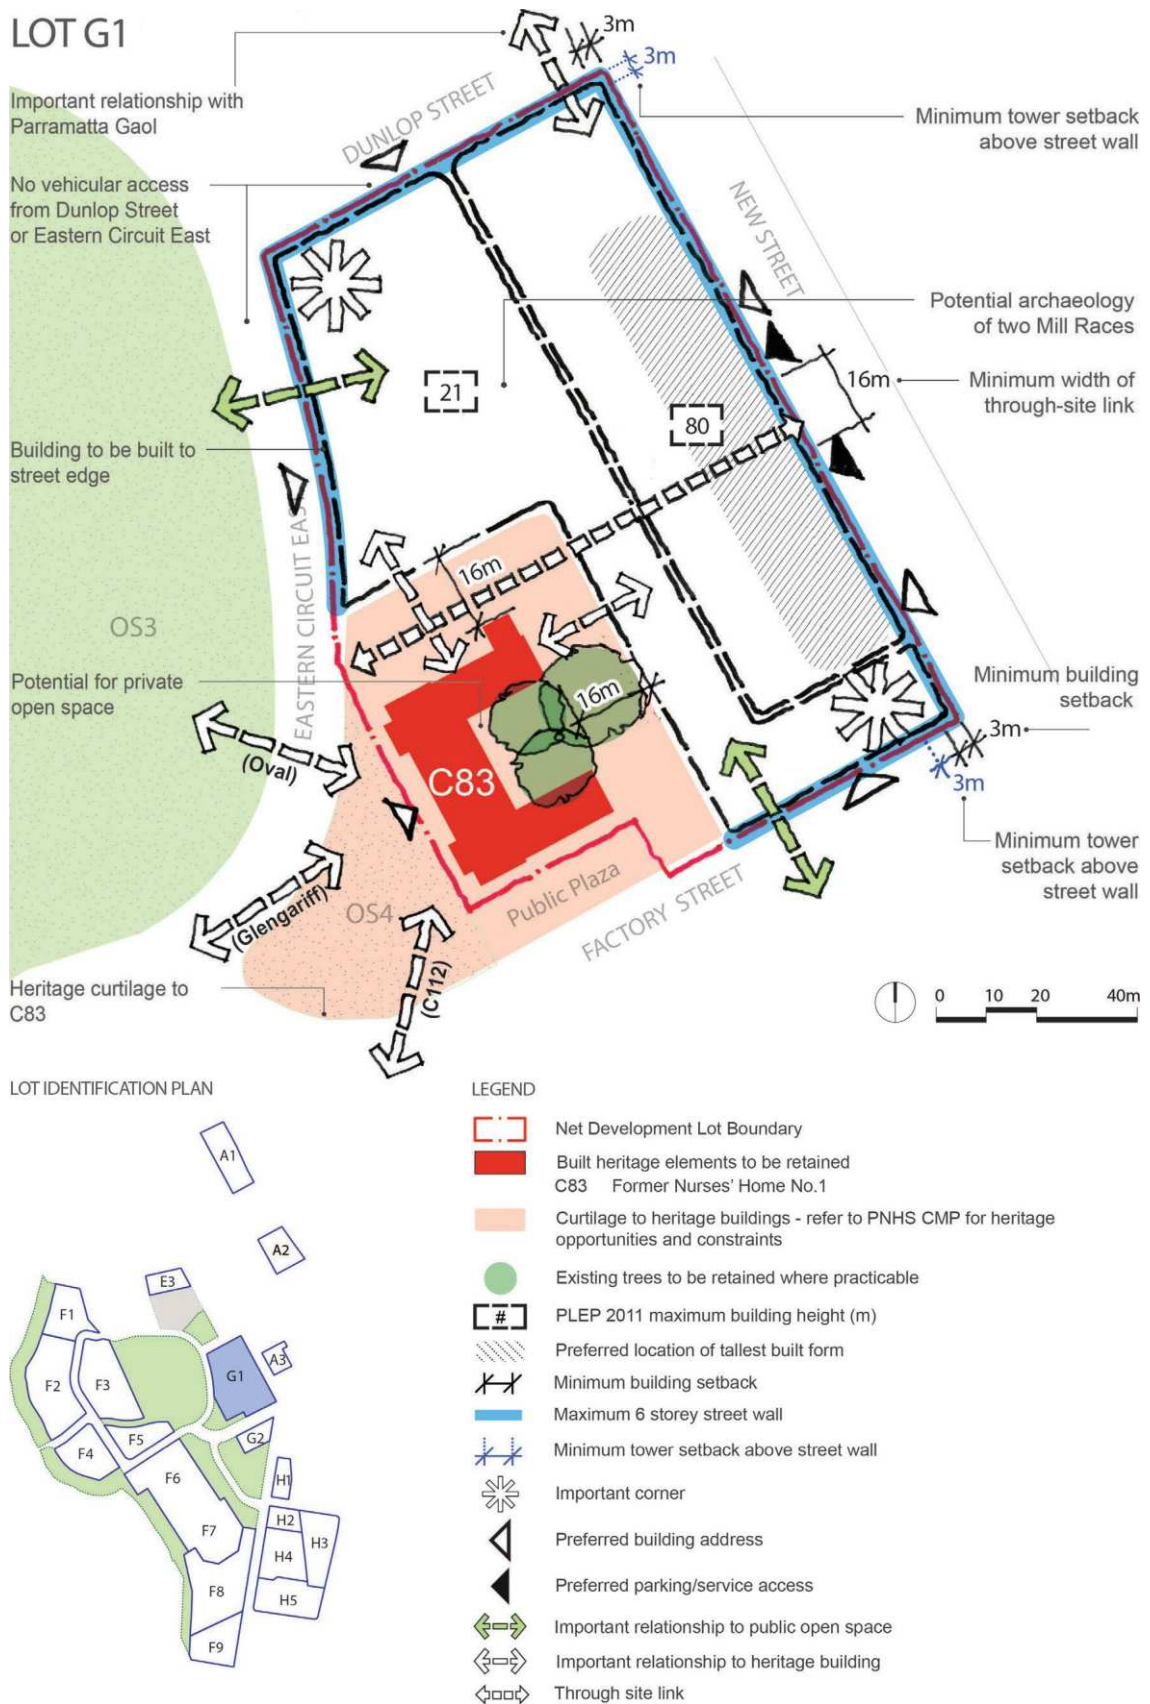 LOT G1
3m
3m
Important relationship with
Parramatta Gaol
DUNLOP STREET
Minimum tower setback
above street wall
No vehicular access
from Dunlop Street
or Eastern Circuit East
NEW STREET
Potential archaeology
of two Mill Races
21
16m
Minimum width of
through-site link
80
Building to be built to
street edge
EASTERN CIRCUIT EAS
16m
OS3
Potential for private
open space
16m
Minimum building
setback
3m
3m
(Oval)
C83
Minimum tower
setback above
street wall
Public Plaza
FACTORY STREET
OS4
(Glengariff)
(C112)
Heritage curtilage to
C83
0 10 20 40m
LOT IDENTIFICATION PLAN
A1
A2
E3
F1
A3
G1
F2
F3
F5
G2
F4
F6
H1
H2
F7
H3
H4
F8
H5
F9
LEGEND
Net Development Lot Boundary
Built heritage elements to be retained
C83 Former Nurses' Home No.1
Curtilage to heritage buildings - refer to PNHS CMP for heritage
opportunities and constraints
Existing trees to be retained where practicable
# PLEP 2011 maximum building height (m)
Preferred location of tallest built form
Minimum building setback
Maximum 6 storey street wall
Minimum tower setback above street wall
Important corner
Preferred building address
Preferred parking/service access
Important relationship to public open space
Important relationship to heritage building
Through site link